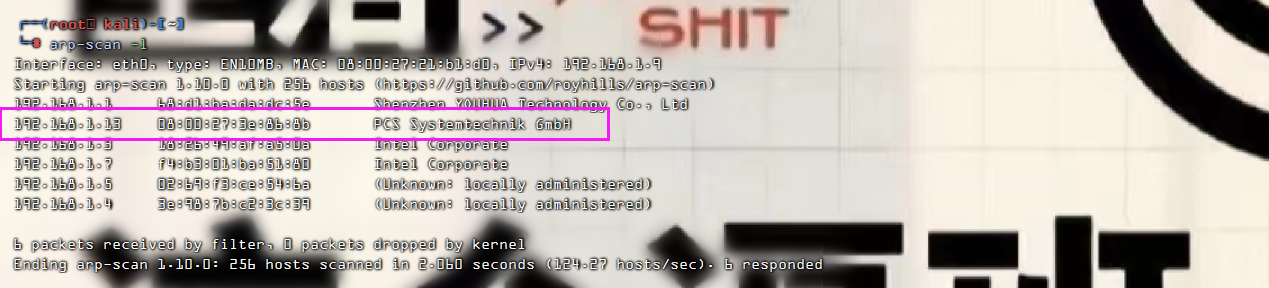 >> SHIT
┌──(root㉿kali)-[~]
└─# arp-scan -l
Interface: eth0, type: EN10MB, MAC: 08:00:27:21:b1:d0, IPv4: 192.168.1.9
Starting arp-scan 1.10.0 with 256 hosts (https://github.com/royhills/arp-scan)
192.168.1.1 68:d1:ba:da:dc:5e Shenzhen YOUHUA Technology Co., Ltd
192.168.1.13 08:00:27:3e:86:8b PCS Systemtechnik GmbH
192.168.1.3 18:26:49:af:a5:0a Intel Corporate
192.168.1.7 f4:b3:01:ba:51:80 Intel Corporate
192.168.1.5 02:69:f3:ce:54:6a (Unknown: locally administered)
192.168.1.4 3e:98:7b:c2:3c:39 (Unknown: locally administered)
6 packets received by filter, 0 packets dropped by kernel
Ending arp-scan 1.10.0: 256 hosts scanned in 2.060 seconds (124.27 hosts/sec). 6 responded